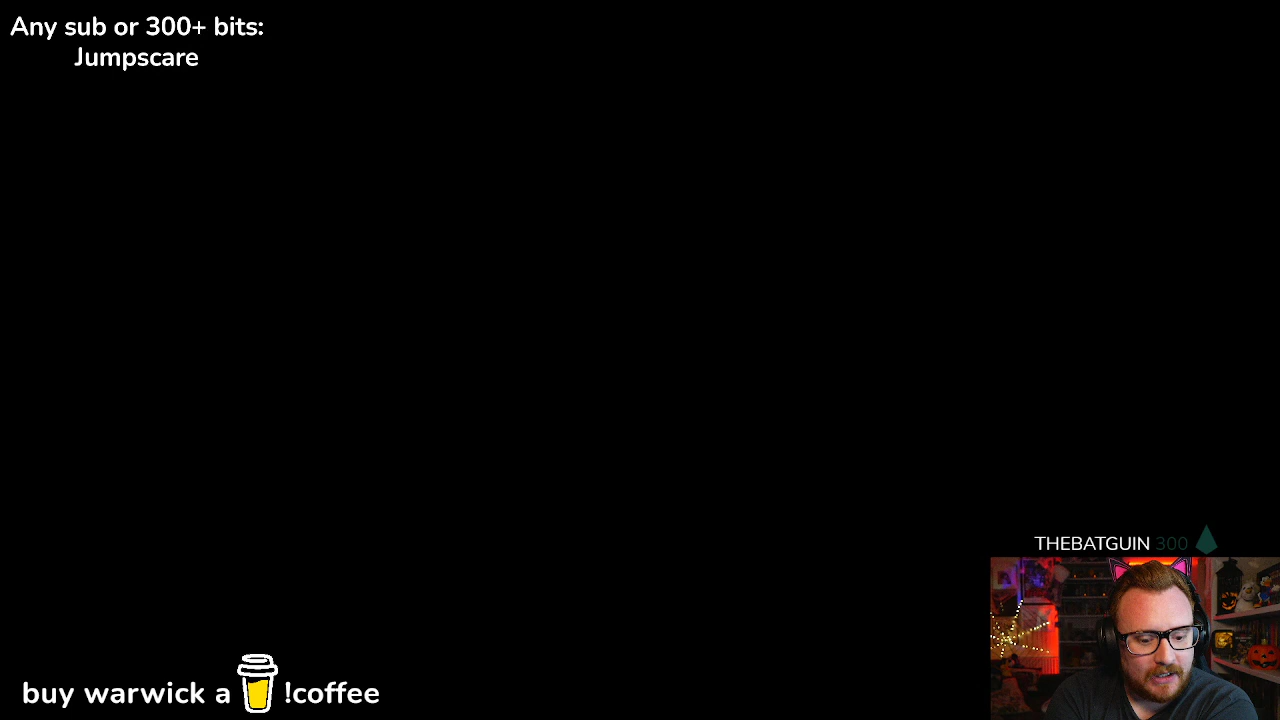 Any sub or 300+ bits:
Jumpscare
THEBATGUIN 300
buy warwick a !coffee